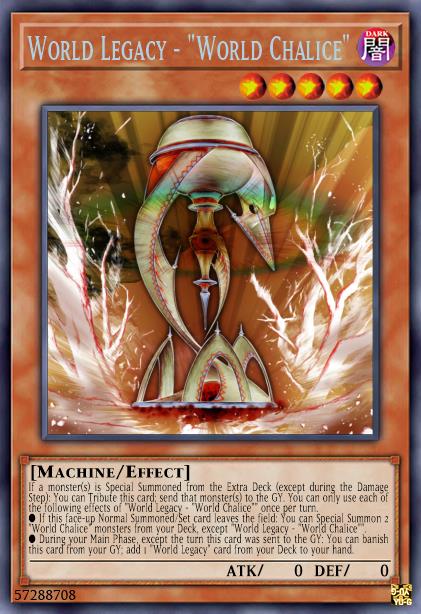 World Legacy - "World Chalice"
DARK
闇
[Machine/Effect]
If a monster(s) is Special Summoned from the Extra Deck (except during the Damage
Step): You can Tribute this card; send that monster(s) to the GY. You can only use each of
the following effects of "World Legacy - "World Chalice"" once per turn.
● If this face-up Normal Summoned/Set card leaves the field: You can Special Summon 2
"World Chalice" monsters from your Deck, except "World Legacy - "World Chalice"".
● During your Main Phase, except the turn this card was sent to the GY: You can banish
this card from your GY; add 1 "World Legacy" card from your Deck to your hand.
ATK/ 0 DEF/ 0
57288708